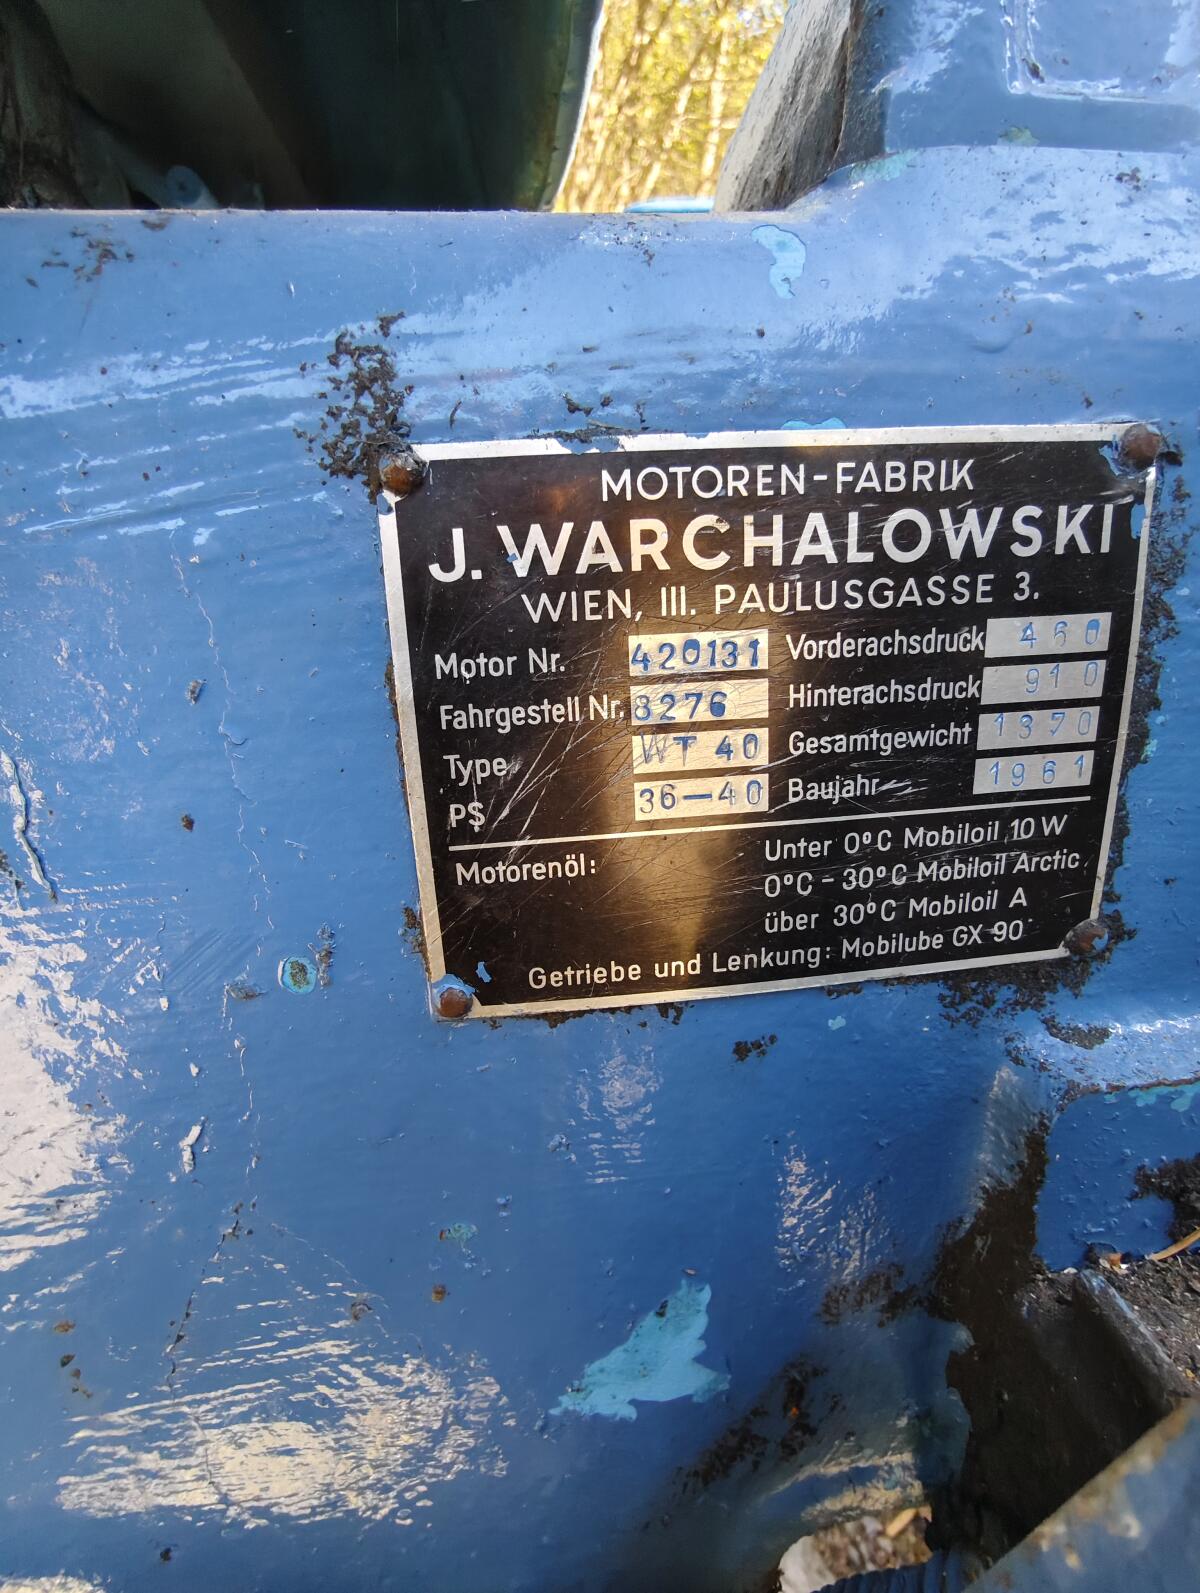 MOTOREN-FABRIK
J. WARCHALOWSKI
WIEN, III. PAULUSGASSE 3.
Motor Nr. 420131 Vorderachsdruck 460
Fahrgestell Nr. 8276 Hinterachsdruck 910
Type WT 40 Gesamtgewicht 1370
PS 36—40 Baujahr 1961
Motorenöl: Unter 0°C Mobiloil 10 W
0°C - 30°C Mobiloil Arctic
über 30°C Mobiloil A
Getriebe und Lenkung: Mobilube GX 90